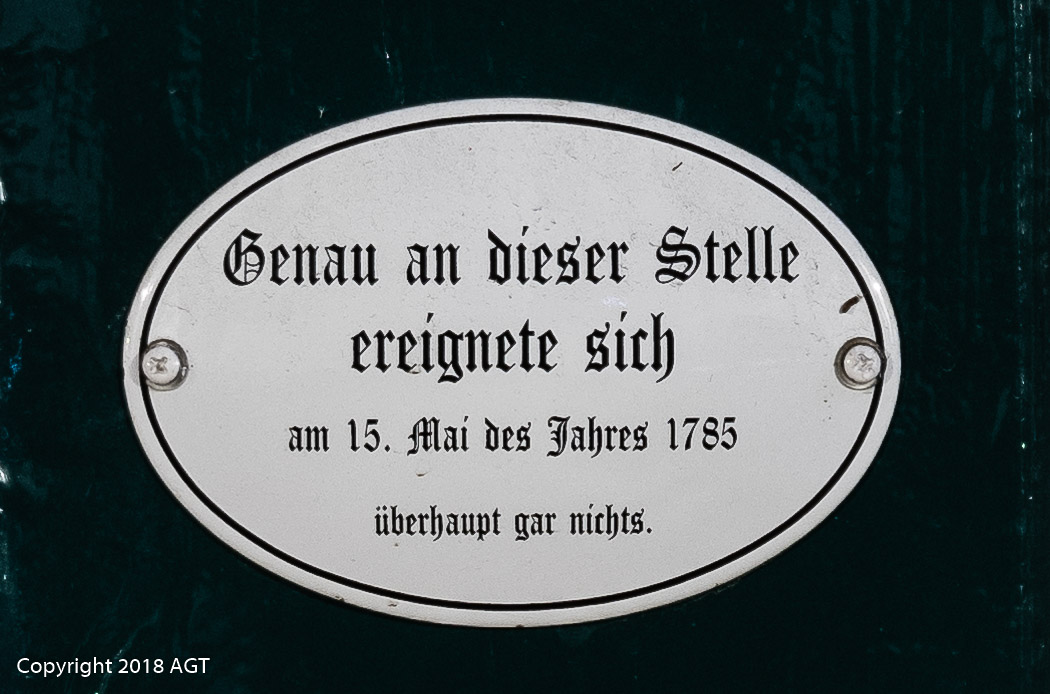 Genau an dieser Stelle
ereignete sich
am 15. Mai des Jahres 1785
überhaupt gar nichts.
Copyright 2018 AGT